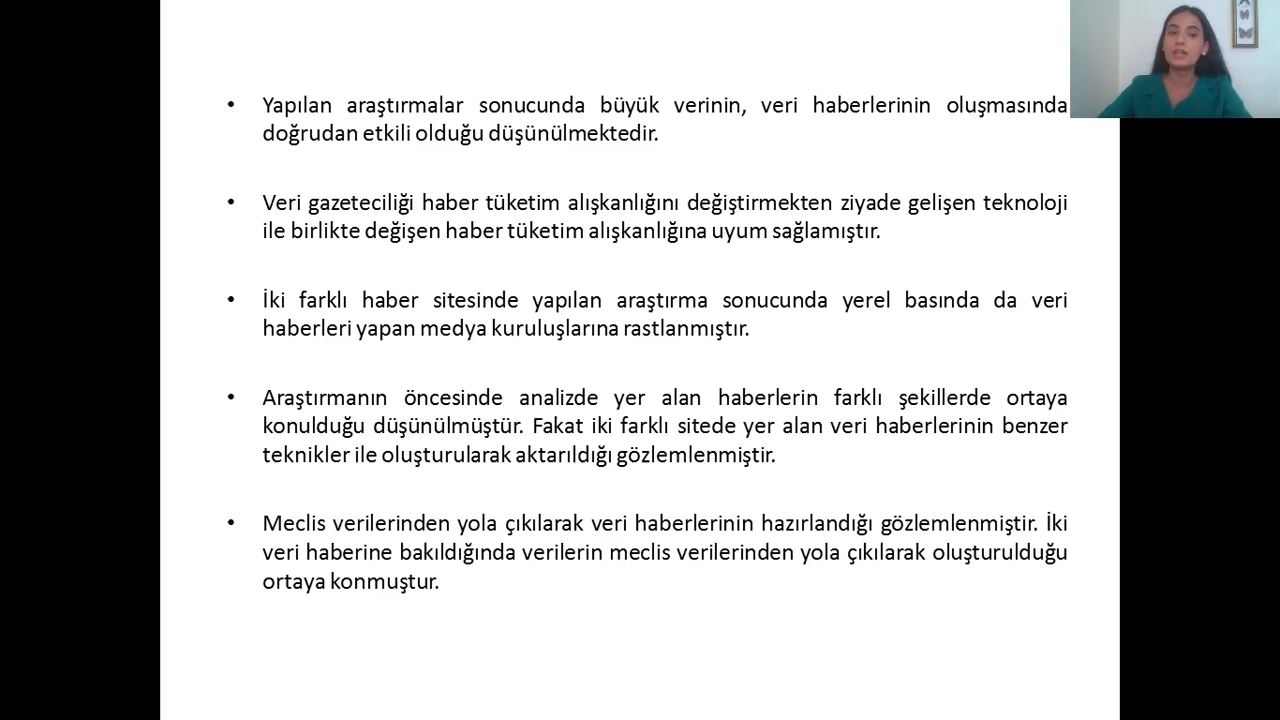 • Yapılan araştırmalar sonucunda büyük verinin, veri haberlerinin oluşmasında
doğrudan etkili olduğu düşünülmektedir.
• Veri gazeteciliği haber tüketim alışkanlığını değiştirmekten ziyade gelişen teknoloji
ile birlikte değişen haber tüketim alışkanlığına uyum sağlamıştır.
• İki farklı haber sitesinde yapılan araştırma sonucunda yerel basında da veri
haberleri yapan medya kuruluşlarına rastlanmıştır.
• Araştırmanın öncesinde analizde yer alan haberlerin farklı şekillerde ortaya
konulduğu düşünülmüştür. Fakat iki farklı sitede yer alan veri haberlerinin benzer
teknikler ile oluşturularak aktarıldığı gözlemlenmiştir.
• Meclis verilerinden yola çıkılarak veri haberlerinin hazırlandığı gözlemlenmiştir. İki
veri haberine bakıldığında verilerin meclis verilerinden yola çıkılarak oluşturulduğu
ortaya konmuştur.